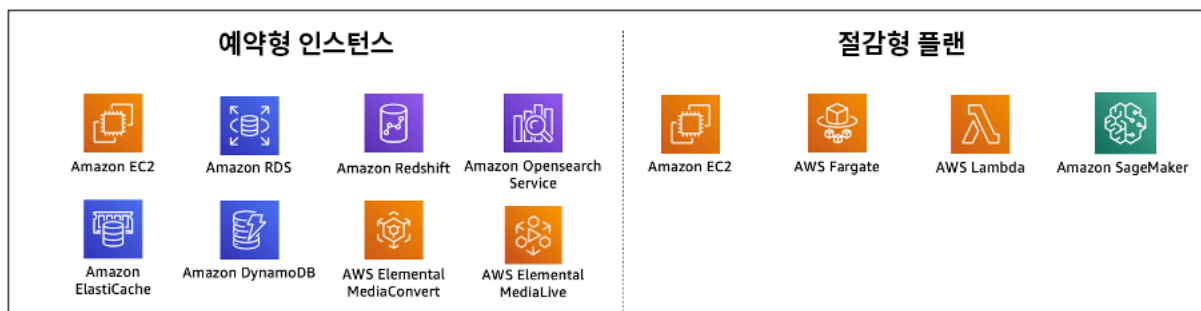 예약형 인스턴스
절감형 플랜
Amazon EC2
Amazon RDS
Amazon Redshift
Amazon Opensearch
Service
Amazon EC2
AWS Fargate
AWS Lambda
Amazon SageMaker
Amazon
ElastiCache
Amazon DynamoDB
AWS Elemental
MediaConvert
AWS Elemental
MediaLive